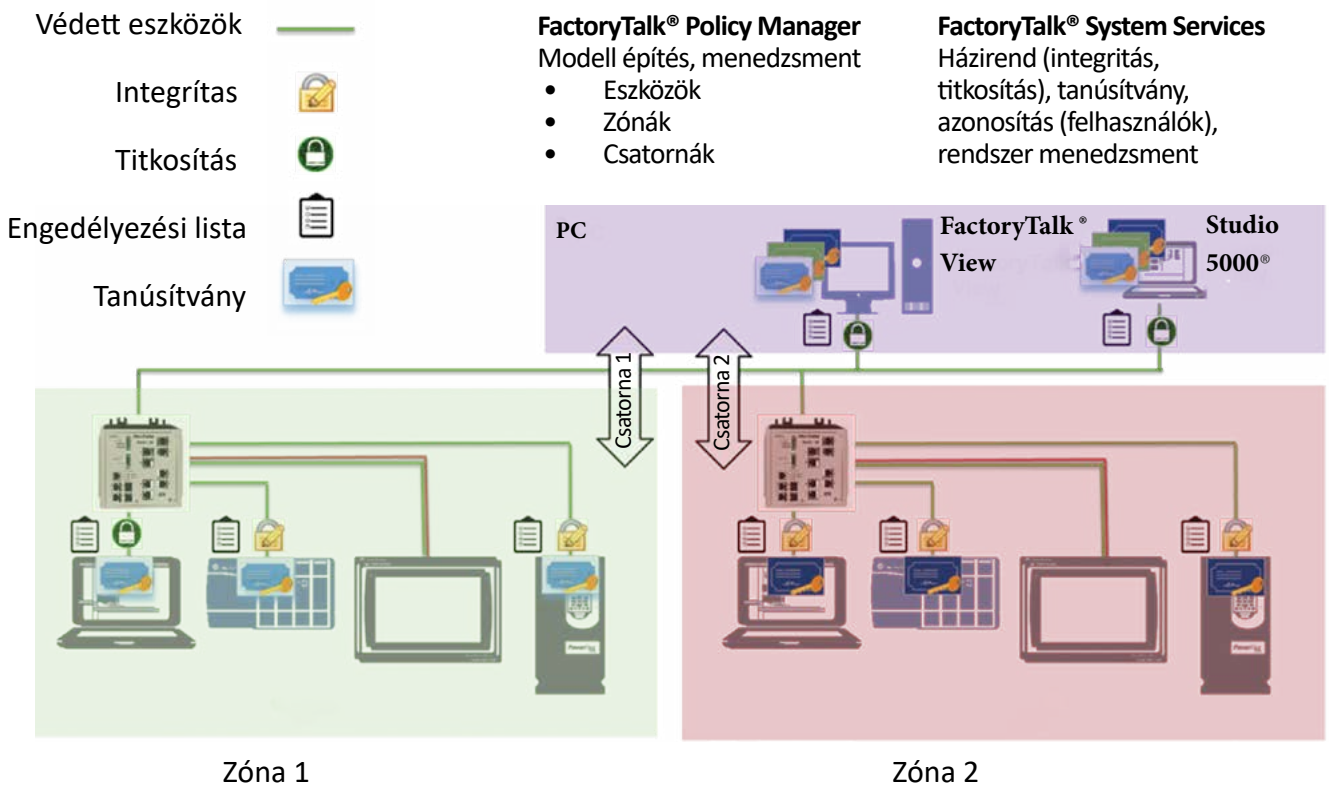 Védett eszközök
Integrítas
Titkosítás
Engedélyezési lista
Tanúsítvány
FactoryTalk® Policy Manager
Modell építés, menedzsment
• Eszközök
• Zónák
• Csatornák
FactoryTalk® System Services
Házirend (integritás,
titkosítás), tanúsítvány,
azonosítás (felhasználók),
rendszer menedzsment
PC
FactoryTalk®
View
Studio
5000®
Csatorna 1
Csatorna 2
Zóna 1
Zóna 2